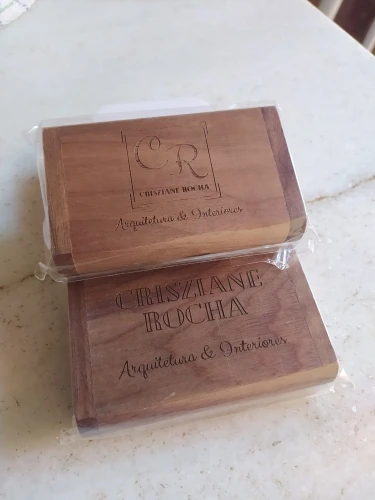 CR
CRISZIANE ROCHA
Arquitetura & Interiores
CRISZIANE
ROCHA
Arquitetura & Interiores